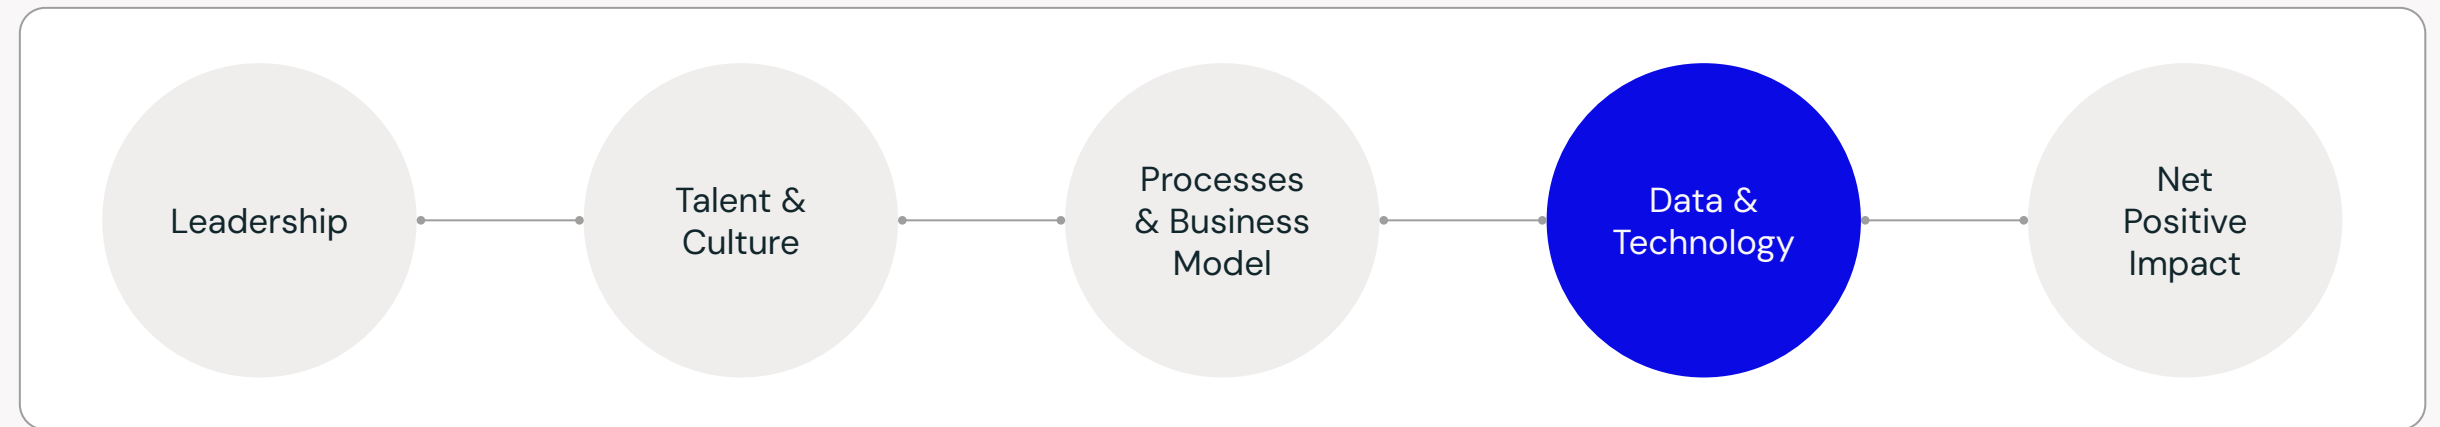 Leadership
Talent &
Culture
Processes
& Business
Model
Data &
Technology
Net
Positive
Impact